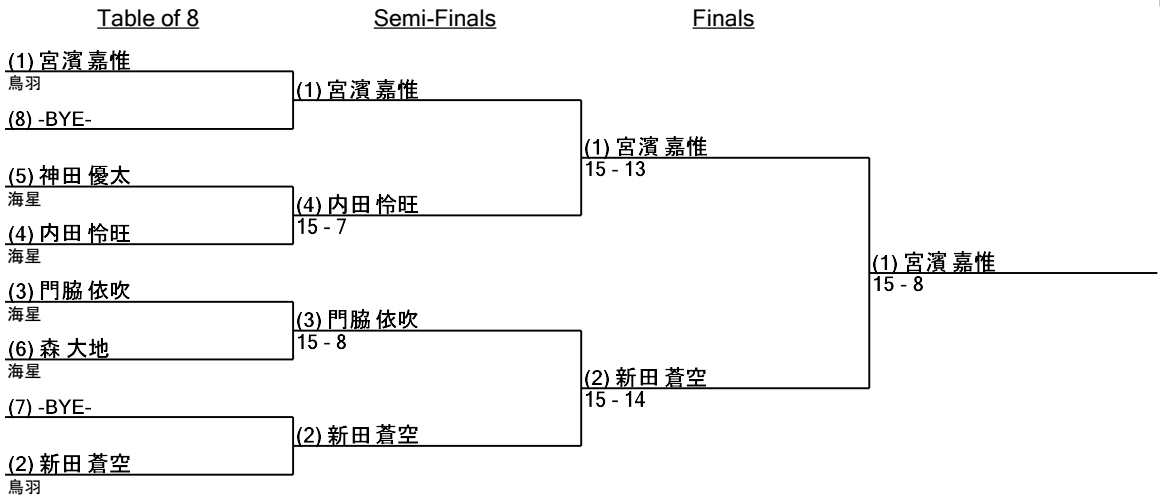 Table of 8
Semi-Finals
Finals
(1) 宮濱 嘉惟
鳥羽
(8) -BYE-
(5) 神田 優太
海星
(4) 内田 怜旺
海星
(3) 門脇 依吹
海星
(6) 森 大地
海星
(7) -BYE-
(2) 新田 蒼空
鳥羽
(1) 宮濱 嘉惟
(4) 内田 怜旺
15 - 7
(3) 門脇 依吹
15 - 8
(2) 新田 蒼空
(1) 宮濱 嘉惟
15 - 13
(2) 新田 蒼空
15 - 14
(1) 宮濱 嘉惟
15 - 8